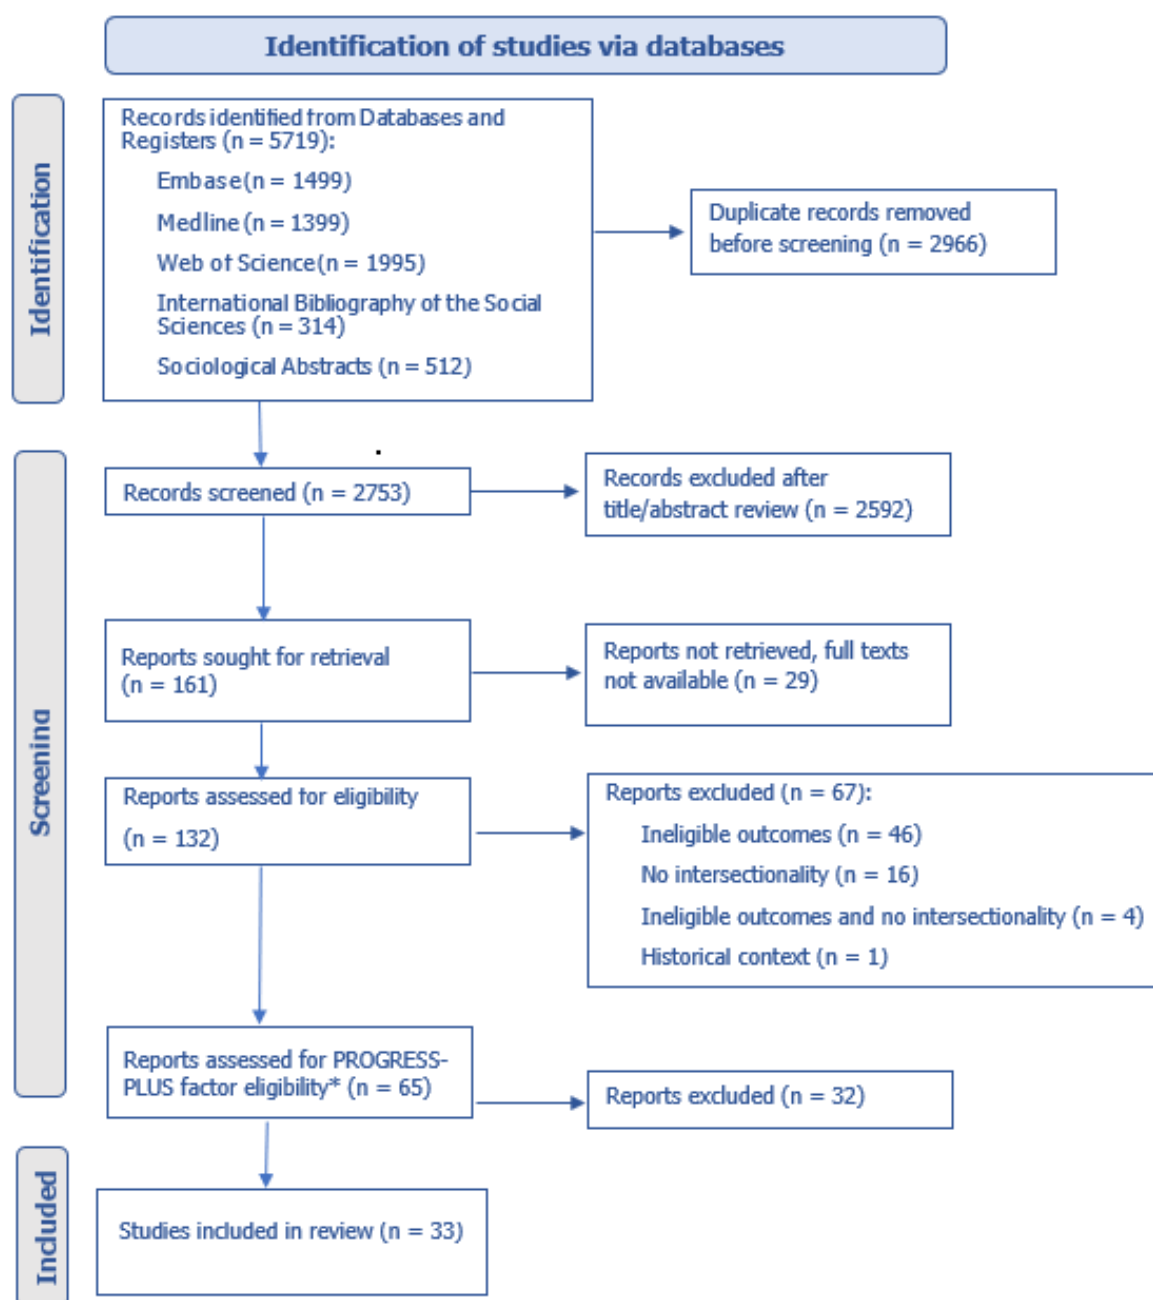 Identification of studies via databases
Identification
Records identified from Databases and
Registers (n = 5719):
Embase (n = 1499)
Medline (n = 1399)
Web of Science (n = 1995)
International Bibliography of the Social
Sciences (n = 314)
Sociological Abstracts (n = 512)
Duplicate records removed
before screening (n = 2966)
Screening
Records screened (n = 2753)
Records excluded after
title/abstract review (n = 2592)
Reports sought for retrieval
(n = 161)
Reports not retrieved, full texts
not available (n = 29)
Reports assessed for eligibility
(n = 132)
Reports excluded (n = 67):
Ineligible outcomes (n = 46)
No intersectionality (n = 16)
Ineligible outcomes and no intersectionality (n = 4)
Historical context (n = 1)
Reports assessed for PROGRESS-
PLUS factor eligibility* (n = 65)
Reports excluded (n = 32)
Included
Studies included in review (n = 33)